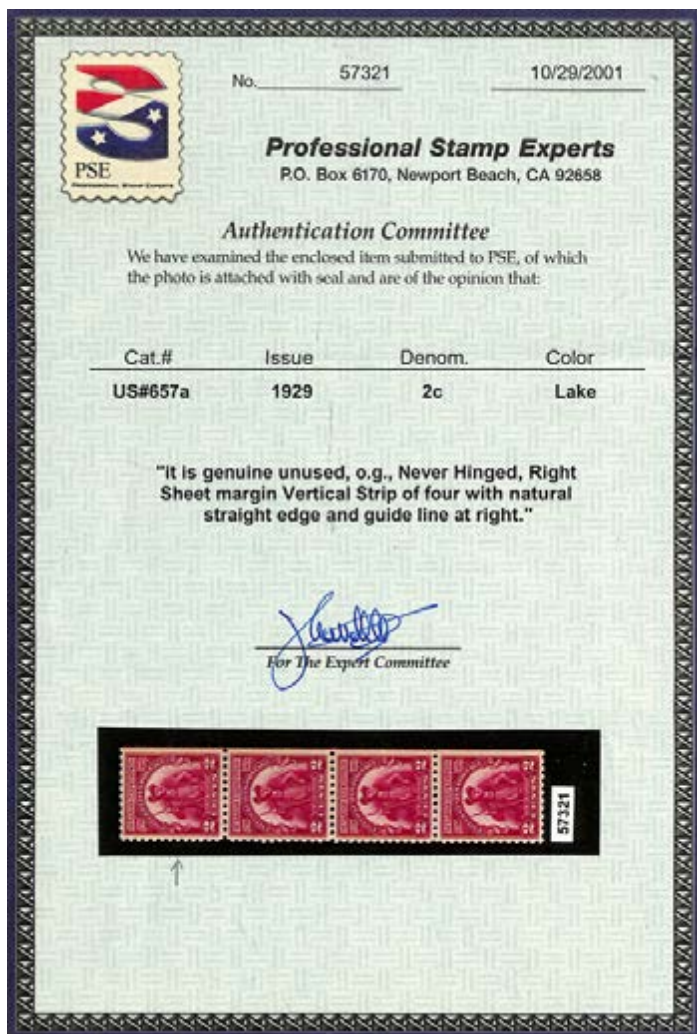 No. 57321 10/29/2001
PSE
Professional Stamp Experts
Professional Stamp Experts
P.O. Box 6170, Newport Beach, CA 92658
Authentication Committee
We have examined the enclosed item submitted to PSE, of which
the photo is attached with seal and are of the opinion that:
Cat.# Issue Denom. Color
US#657a 1929 2c Lake
"It is genuine unused, o.g., Never Hinged, Right
Sheet margin Vertical Strip of four with natural
straight edge and guide line at right."
For The Expert Committee
57321